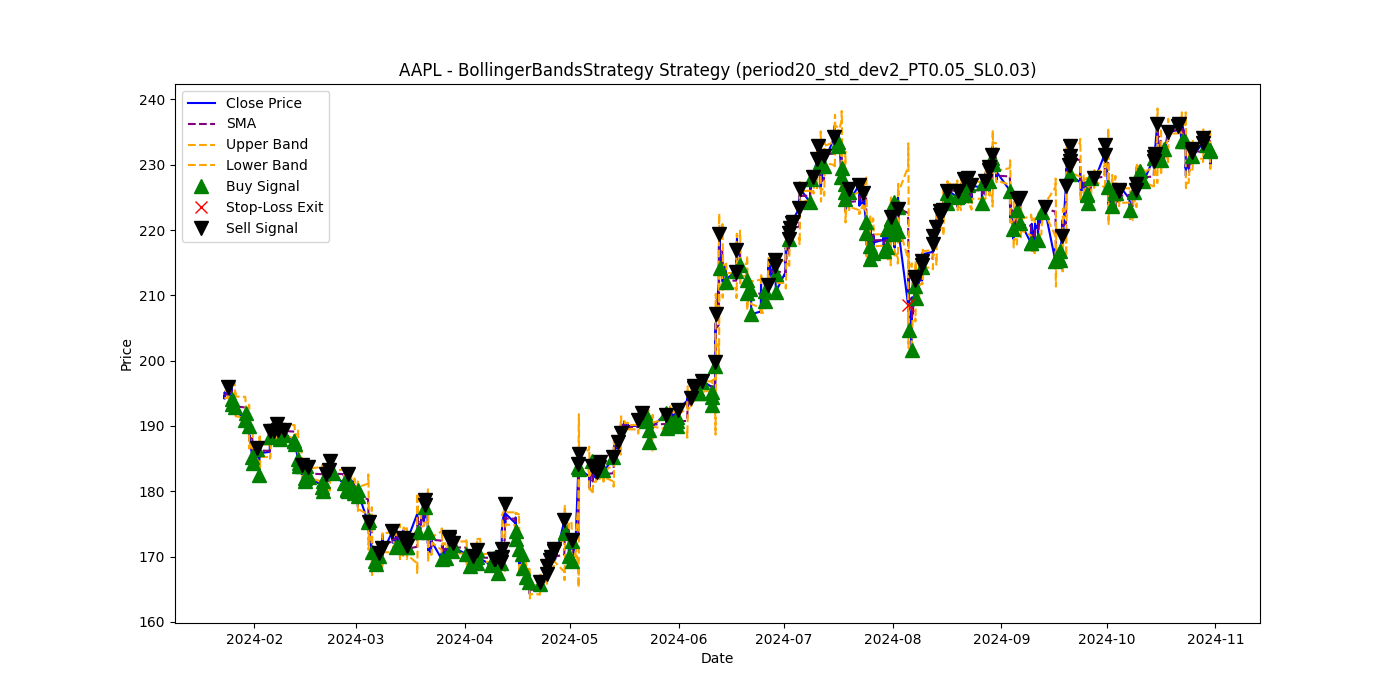 AAPL - BollingerBandsStrategy Strategy (period20_std_dev2_PT0.05_SL0.03)
Close Price
SMA
Upper Band
Lower Band
Buy Signal
Stop-Loss Exit
Sell Signal
240
230
220
210
200
190
180
170
160
Price
2024-02
2024-03
2024-04
2024-05
2024-06
2024-07
2024-08
2024-09
2024-10
2024-11
Date